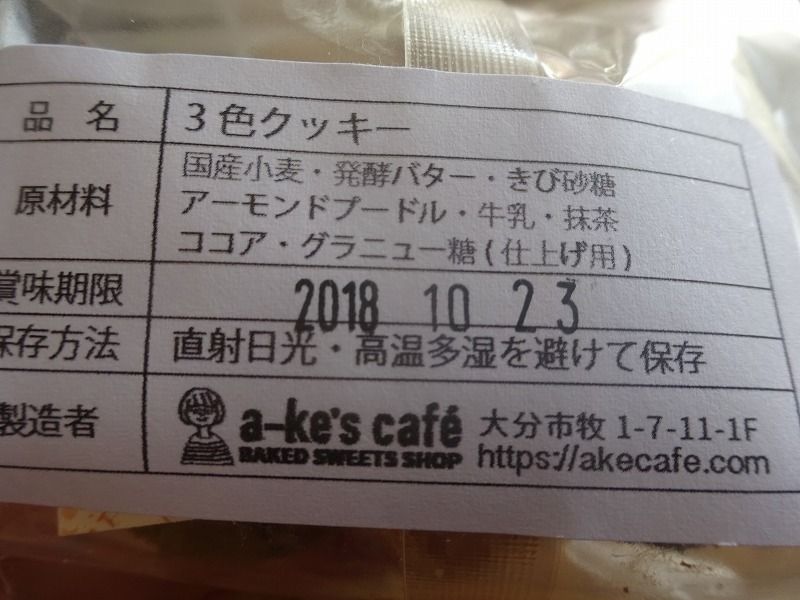 品名 3色クッキー
原材料 国産小麦・発酵バター・きび砂糖
アーモンドプードル・牛乳・抹茶
ココア・グラニュー糖(仕上げ用)
賞味期限 2018 10 23
保存方法 直射日光・高温多湿を避けて保存
製造者 a-ke's café 大分市牧 1-7-11-1F
BAKED SWEETS SHOP https://akecafe.com